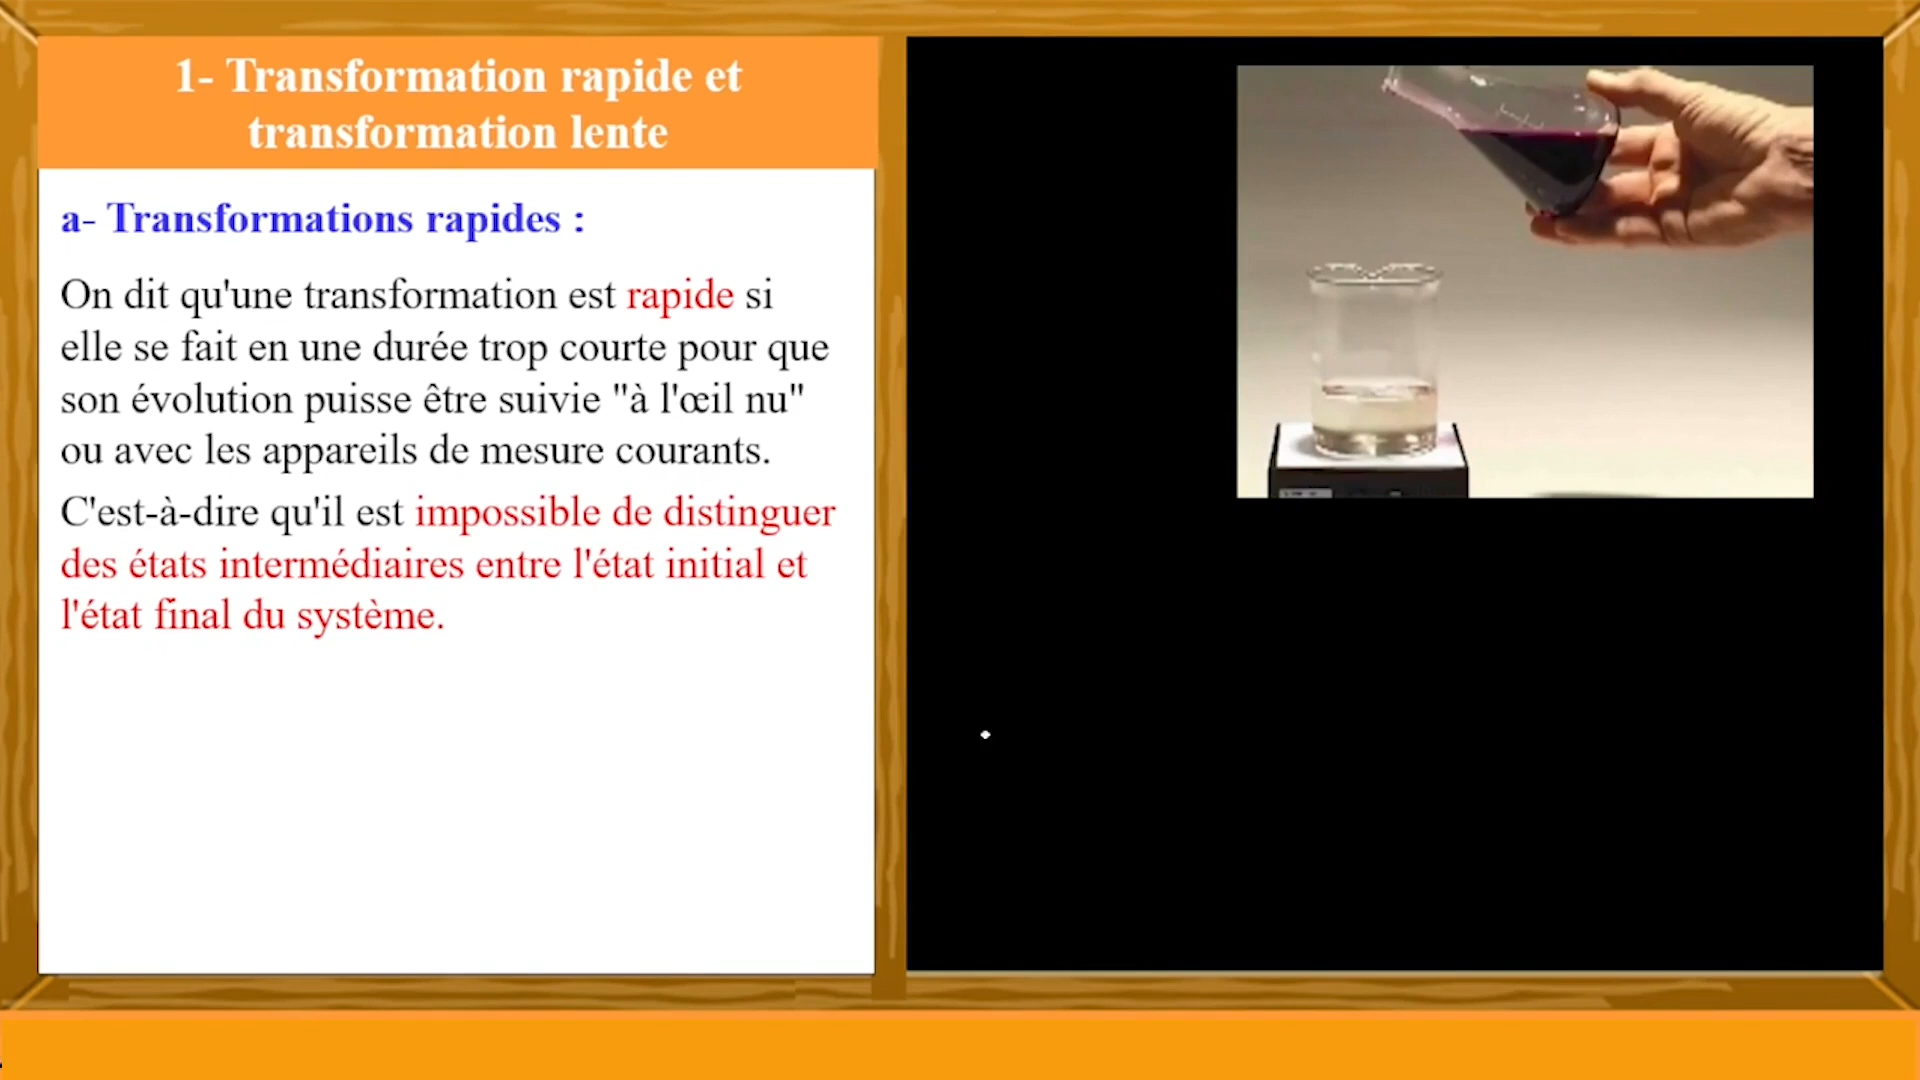 1- Transformation rapide et
transformation lente
a- Transformations rapides :
On dit qu'une transformation est rapide si
elle se fait en une durée trop courte pour que
son évolution puisse être suivie "à l'œil nu"
ou avec les appareils de mesure courants.
C'est-à-dire qu'il est impossible de distinguer
des états intermédiaires entre l'état initial et
l'état final du système.